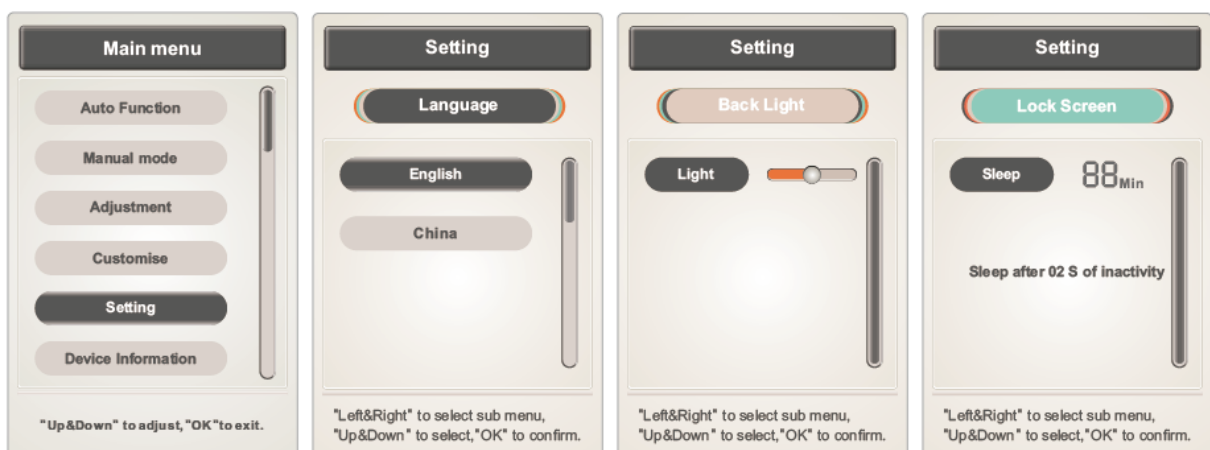 Main menu
Auto Function
Manual mode
Adjustment
Customise
Setting
Device Information
"Up&Down" to adjust,"OK"to exit.
Setting
Language
English
China
"Left&Right" to select sub menu,
"Up&Down" to select,"OK" to confirm.
Setting
Back Light
Light
"Left&Right" to select sub menu,
"Up&Down" to select,"OK" to confirm.
Setting
Lock Screen
Sleep 88Min
Sleep after 02 S of inactivity
"Left&Right" to select sub menu,
"Up&Down" to select,"OK" to confirm.